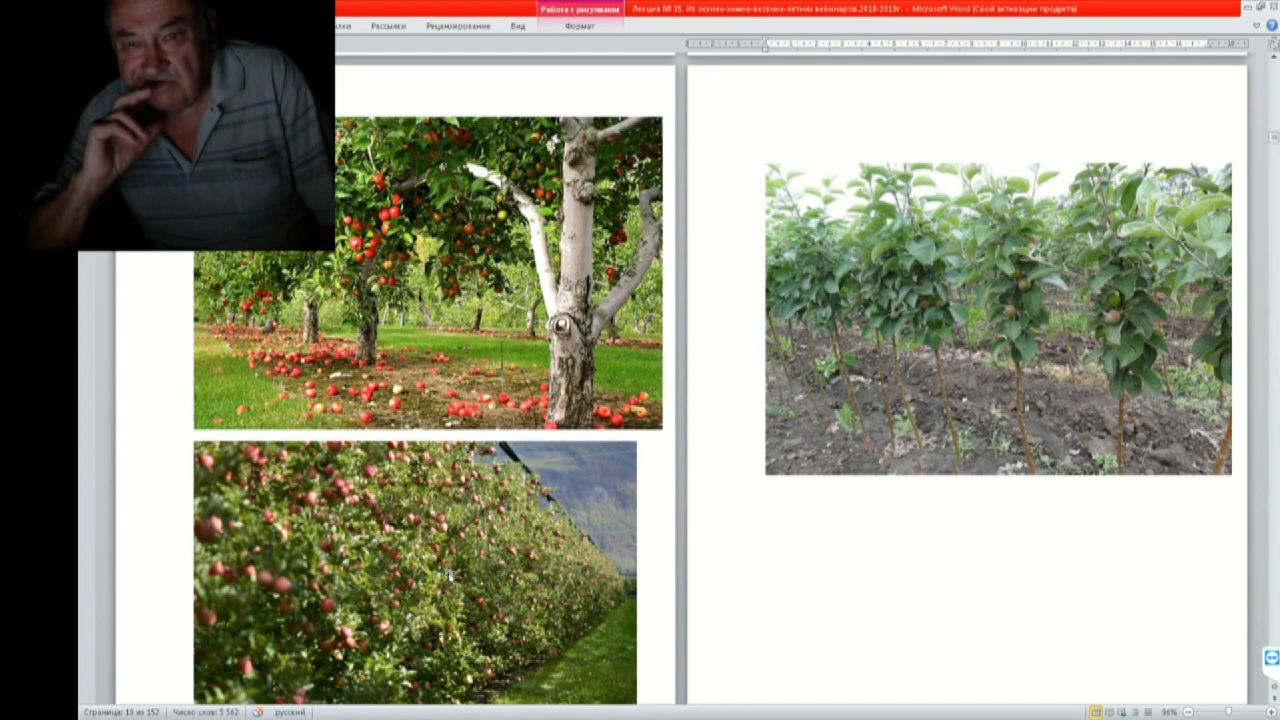 Работа с рисунками
Лекция № 35. Из осенне-зимне-весенне-летних вебинаров.2018-2019г. - Microsoft Word (Сбой активации продукта)
Рассылки Рецензирование Вид Формат
Страница: 19 из 152 Число слов: 5 562 русский 96%